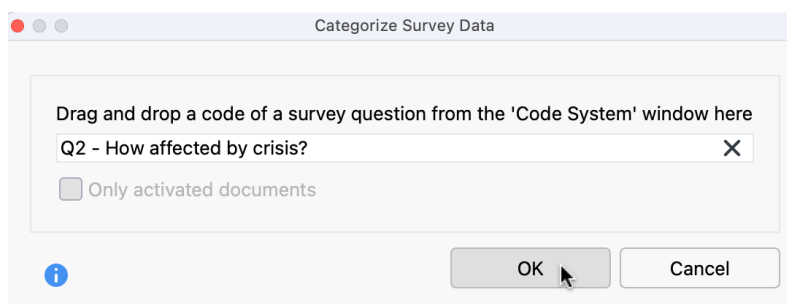 Categorize Survey Data
Drag and drop a code of a survey question from the 'Code System' window here
Q2 - How affected by crisis?
Only activated documents
OK
Cancel